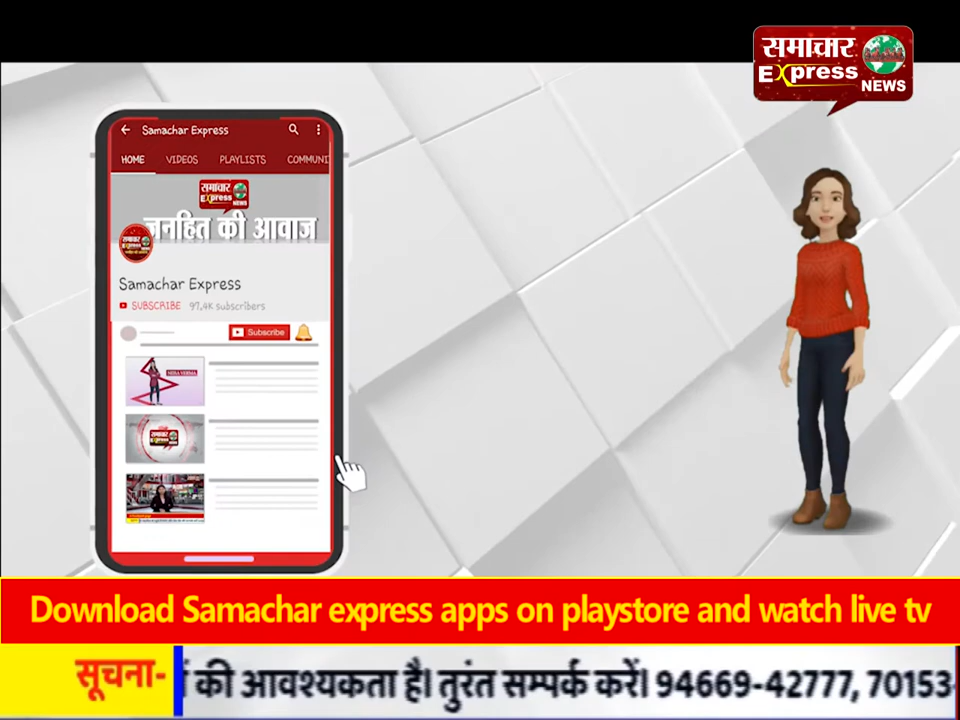 समाचार
Express
NEWS
Samachar Express
HOME VIDEOS PLAYLISTS COMMUNI
समाचार
Express
NEWS
जनहित की आवाज
Samachar Express
SUBSCRIBE 97.4K subscribers
Subscribe
Download Samachar express apps on playstore and watch live tv
सूचना- की आवश्यकता है। तुरंत सम्पर्क करें। 94669-42777, 70153-